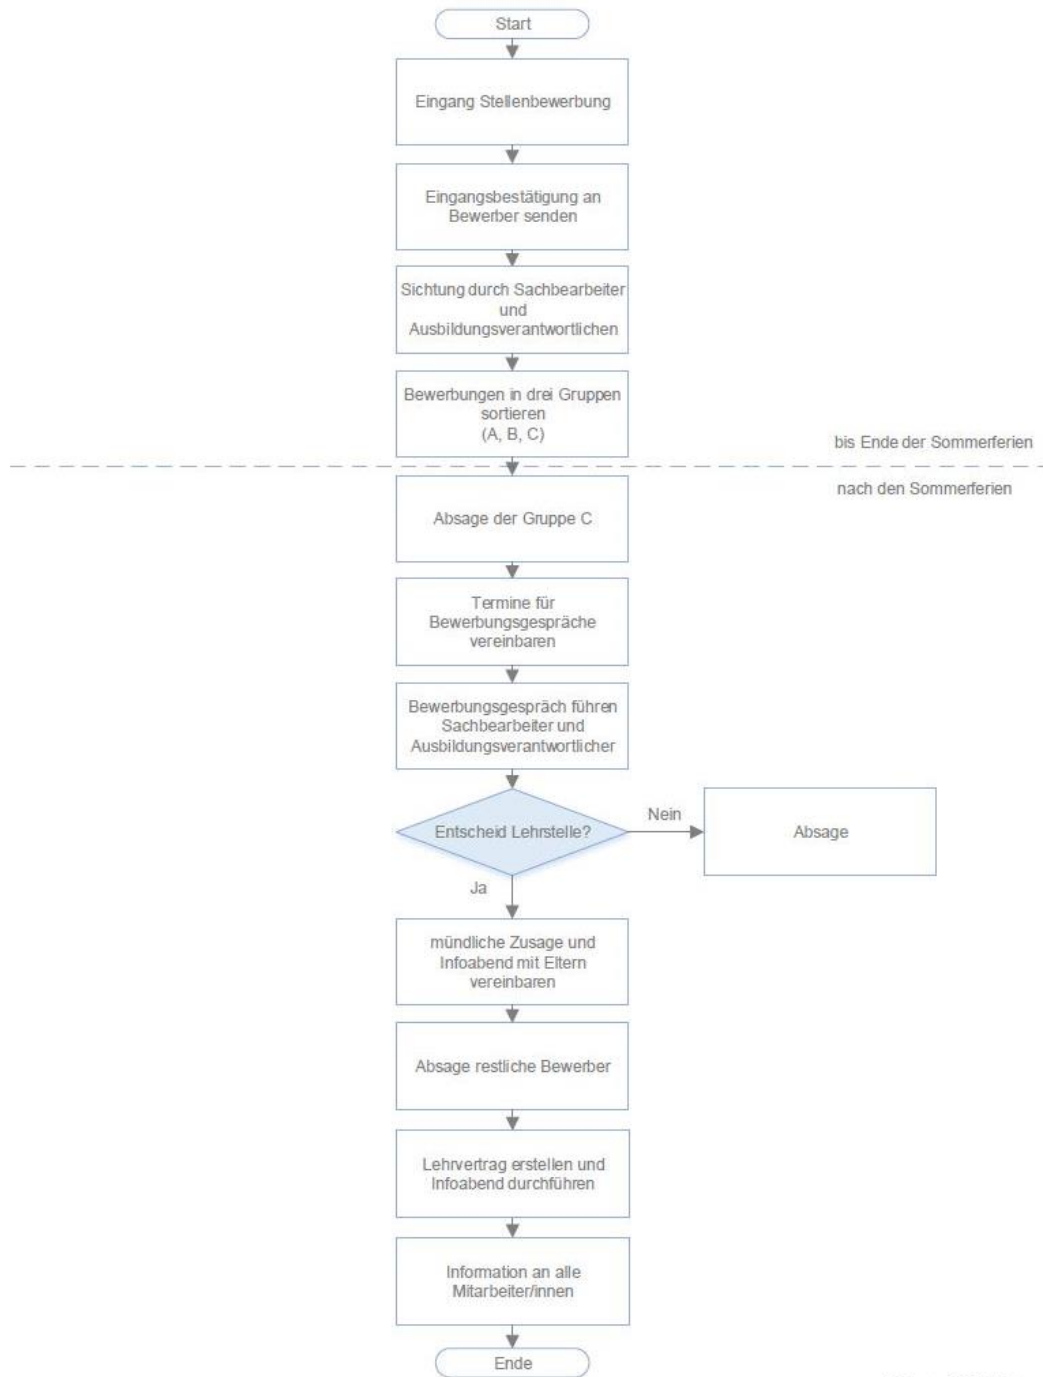 Start
Eingang Stellenbewerbung
Eingangsbestätigung an
Bewerber senden
Sichtung durch Sachbearbeiter
und
Ausbildungsverantwortlichen
Bewerbungen in drei Gruppen
sortieren
(A, B, C)
bis Ende der Sommerferien
nach den Sommerferien
Absage der Gruppe C
Termine für
Bewerbungsgespräche
vereinbaren
Bewerbungsgespräch führen
Sachbearbeiter und
Ausbildungsverantwortlicher
Entscheid Lehrstelle?
Nein
Absage
Ja
mündliche Zusage und
Infoabend mit Eltern
vereinbaren
Absage restliche Bewerber
Lehrvertrag erstellen und
Infoabend durchführen
Information an alle
Mitarbeiter/innen
Ende